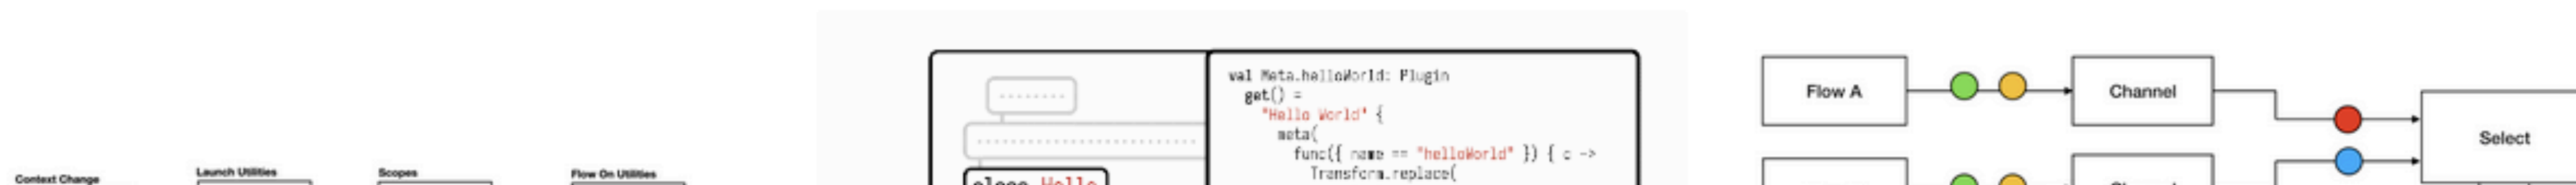 Context Change
Launch Utilities
Scopes
Flow On Utilities
class Hello
val Meta.helloWorld: Plugin
get() =
"Hello World" {
meta(
func({ name == "helloWorld" }) { c ->
Transform.replace(
Flow A
Channel
Select
Channel